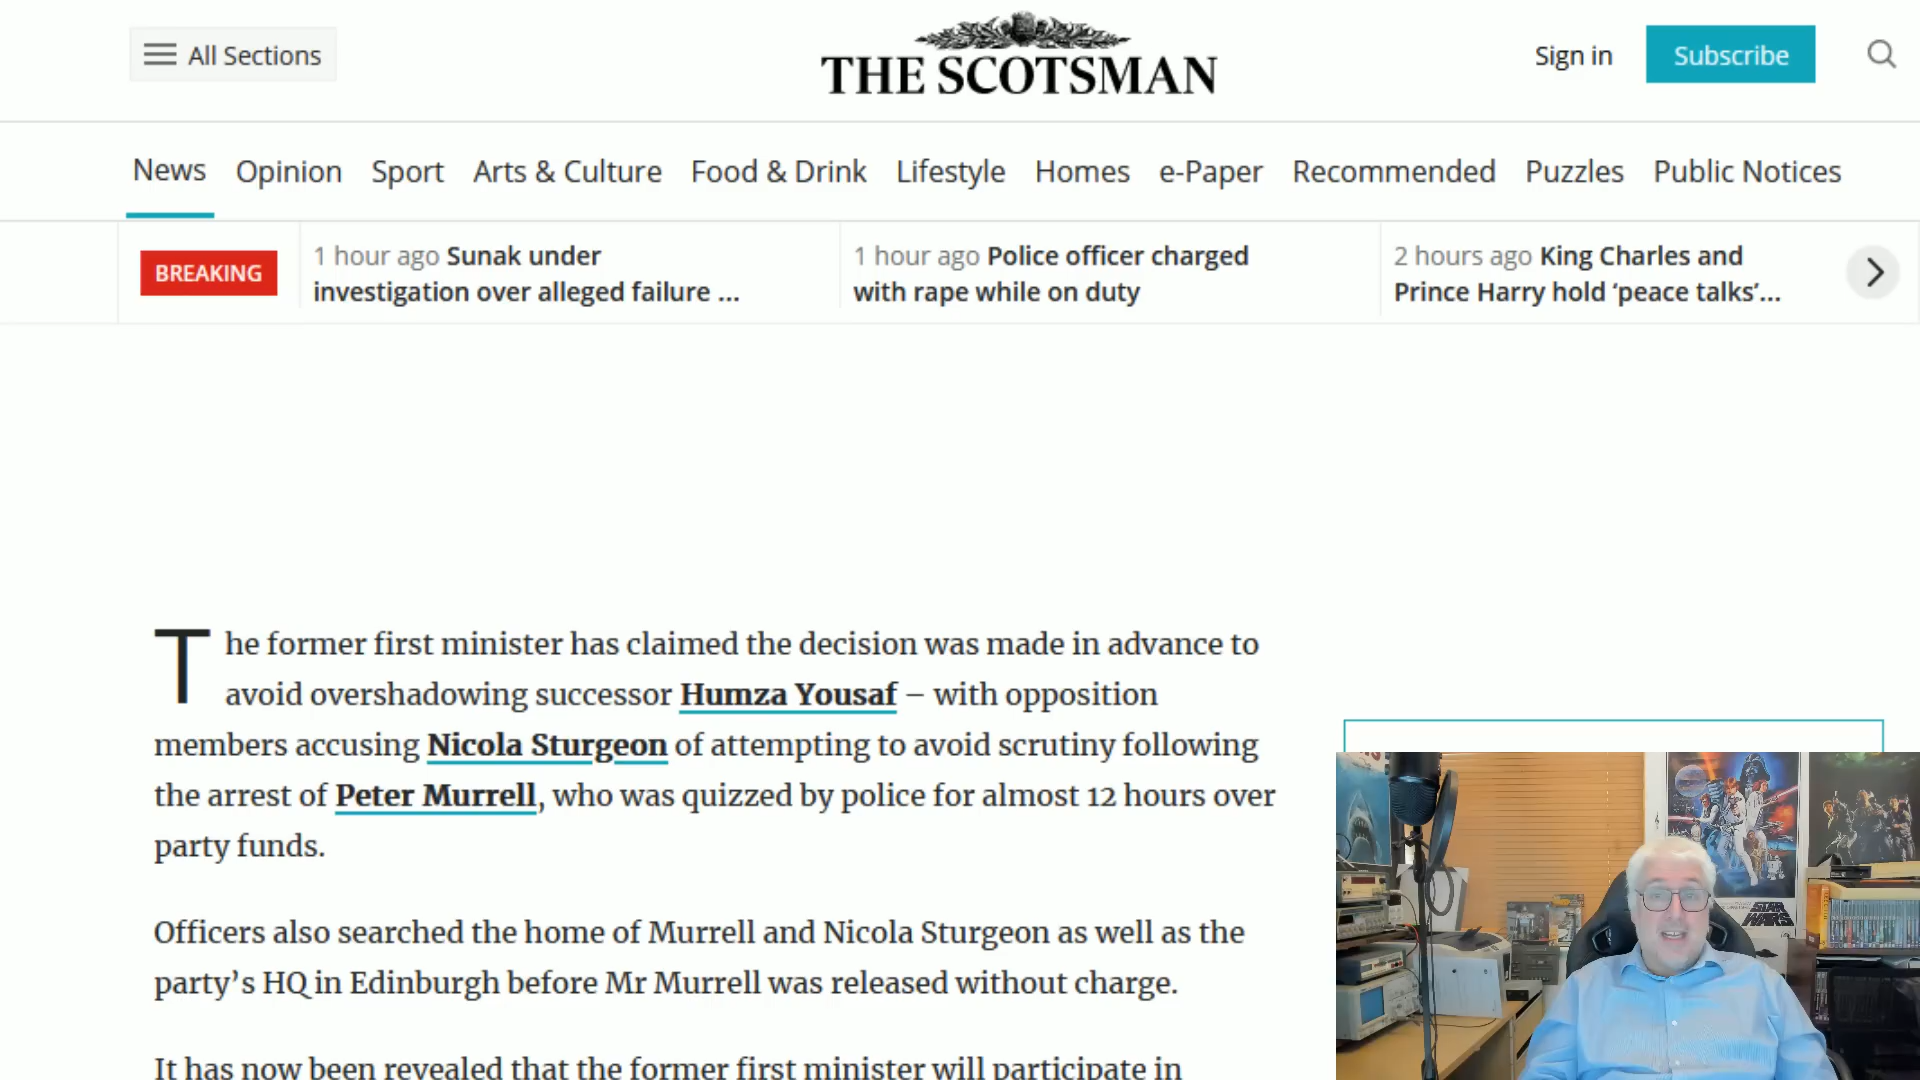 All Sections
THE SCOTSMAN
Sign in
Subscribe
News
Opinion
Sport
Arts & Culture
Food & Drink
Lifestyle
Homes
e-Paper
Recommended
Puzzles
Public Notices
BREAKING
1 hour ago Sunak under
investigation over alleged failure ...
1 hour ago Police officer charged
with rape while on duty
2 hours ago King Charles and
Prince Harry hold ‘peace talks’...
The former first minister has claimed the decision was made in advance to
avoid overshadowing successor Humza Yousaf – with opposition
members accusing Nicola Sturgeon of attempting to avoid scrutiny following
the arrest of Peter Murrell, who was quizzed by police for almost 12 hours over
party funds.
Officers also searched the home of Murrell and Nicola Sturgeon as well as the
party’s HQ in Edinburgh before Mr Murrell was released without charge.
It has now been revealed that the former first minister will participate in
STAR
WARS